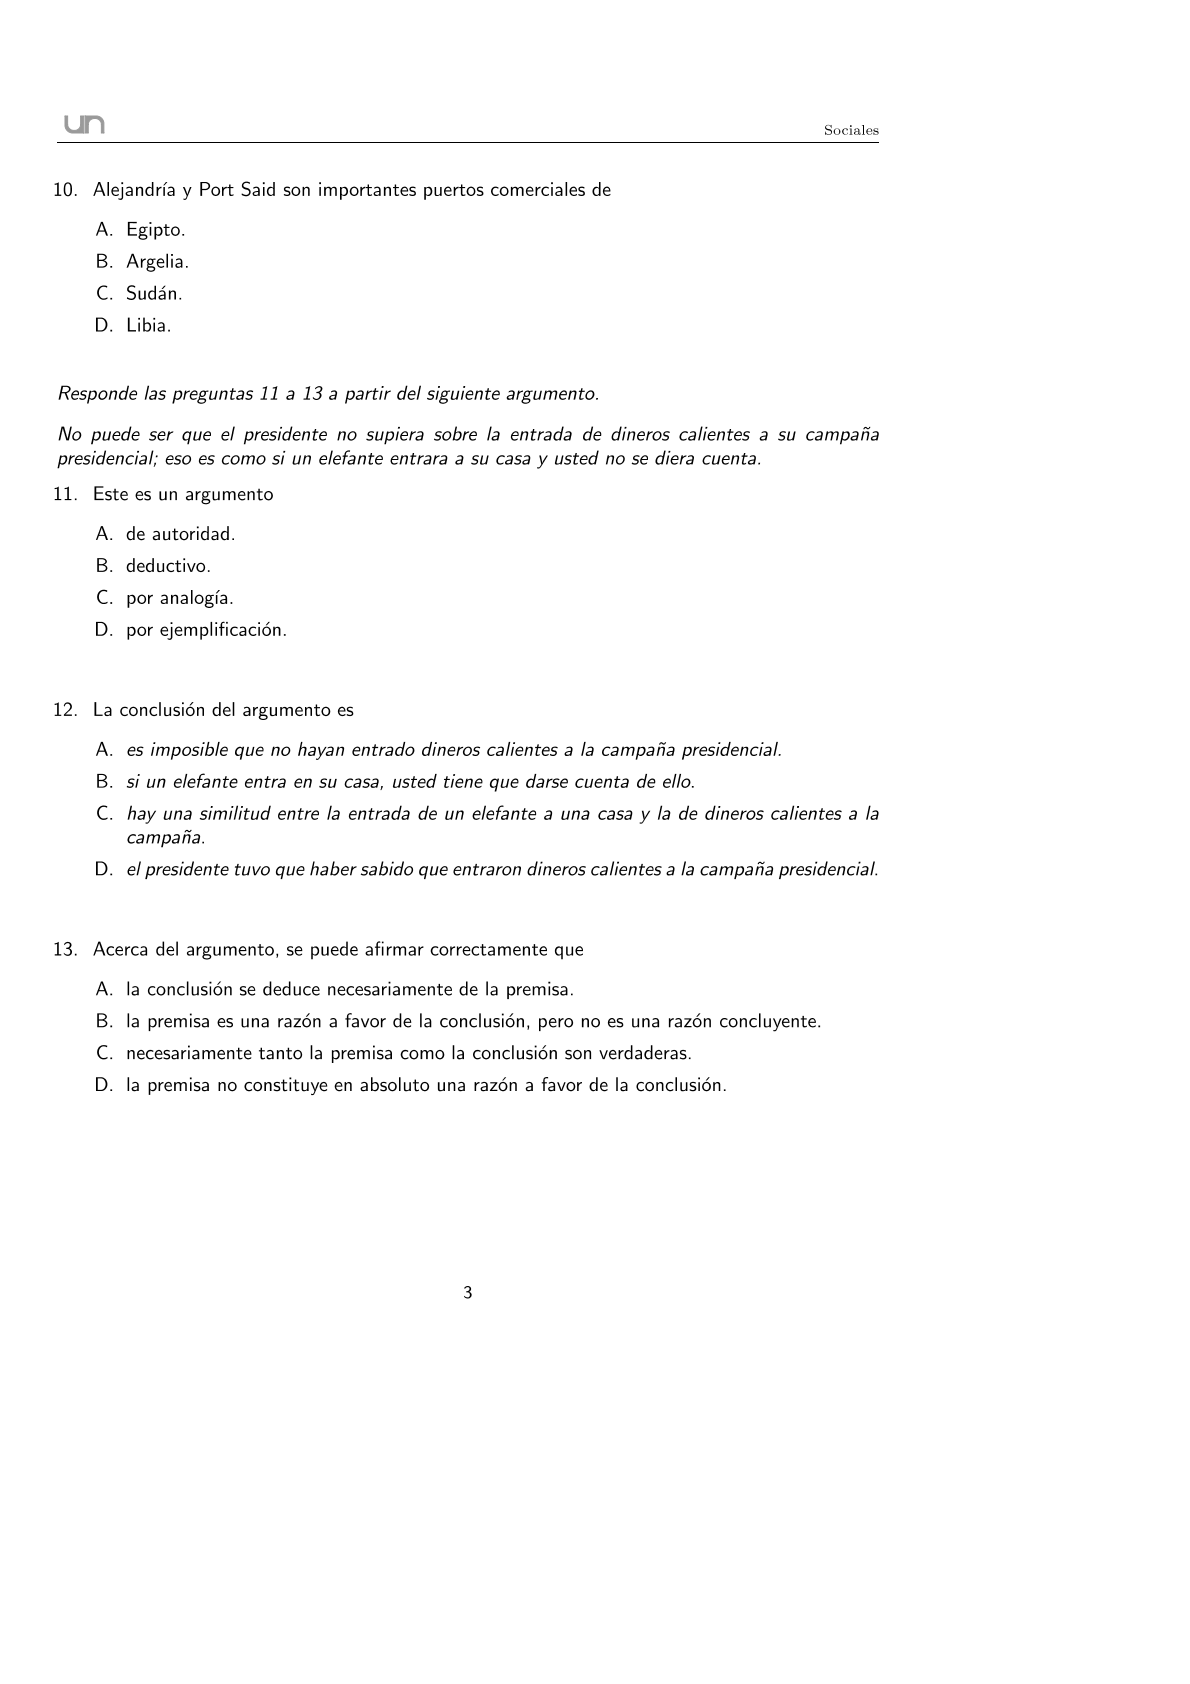 un
Sociales
10. Alejandría y Port Said son importantes puertos comerciales de
A. Egipto.
B. Argelia.
C. Sudán.
D. Libia.
Responde las preguntas 11 a 13 a partir del siguiente argumento.
No puede ser que el presidente no supiera sobre la entrada de dineros calientes a su campaña
presidencial; eso es como si un elefante entrara a su casa y usted no se diera cuenta.
11. Este es un argumento
A. de autoridad.
B. deductivo.
C. por analogía.
D. por ejemplificación.
12. La conclusión del argumento es
A. es imposible que no hayan entrado dineros calientes a la campaña presidencial.
B. si un elefante entra en su casa, usted tiene que darse cuenta de ello.
C. hay una similitud entre la entrada de un elefante a una casa y la de dineros calientes a la
campaña.
D. el presidente tuvo que haber sabido que entraron dineros calientes a la campaña presidencial.
13. Acerca del argumento, se puede afirmar correctamente que
A. la conclusión se deduce necesariamente de la premisa.
B. la premisa es una razón a favor de la conclusión, pero no es una razón concluyente.
C. necesariamente tanto la premisa como la conclusión son verdaderas.
D. la premisa no constituye en absoluto una razón a favor de la conclusión.
3